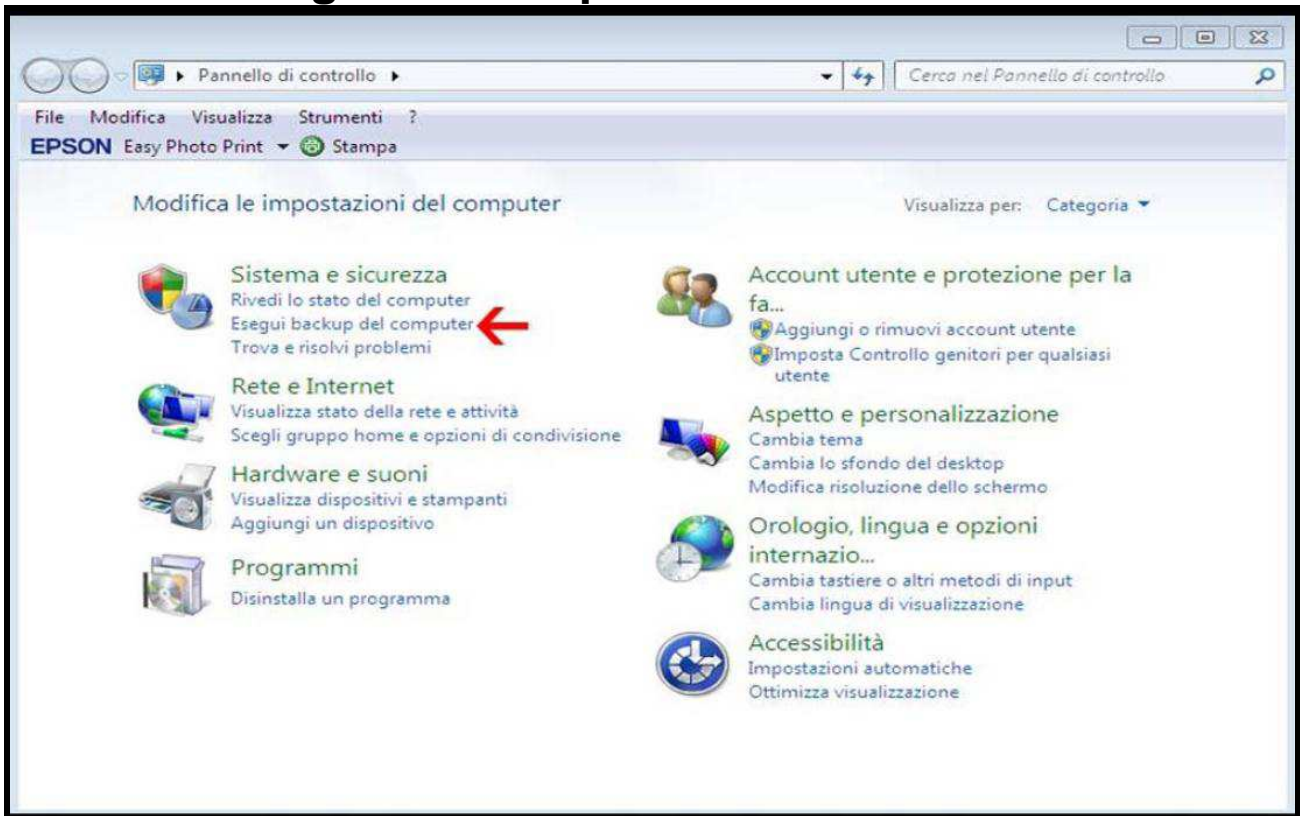 Pannello di controllo
Cerca nel Pannello di controllo
File Modifica Visualizza Strumenti ?
EPSON Easy Photo Print Stampa
Modifica le impostazioni del computer
Visualizza per: Categoria
Sistema e sicurezza
Rivedi lo stato del computer
Esegui backup del computer
Trova e risolvi problemi
Rete e Internet
Visualizza stato della rete e attività
Scegli gruppo home e opzioni di condivisione
Hardware e suoni
Visualizza dispositivi e stampanti
Aggiungi un dispositivo
Programmi
Disinstalla un programma
Account utente e protezione per la
fa...
Aggiungi o rimuovi account utente
Imposta Controllo genitori per qualsiasi
utente
Aspetto e personalizzazione
Cambia tema
Cambia lo sfondo del desktop
Modifica risoluzione dello schermo
Orologio, lingua e opzioni
internazio...
Cambia tastiere o altri metodi di input
Cambia lingua di visualizzazione
Accessibilità
Impostazioni automatiche
Ottimizza visualizzazione